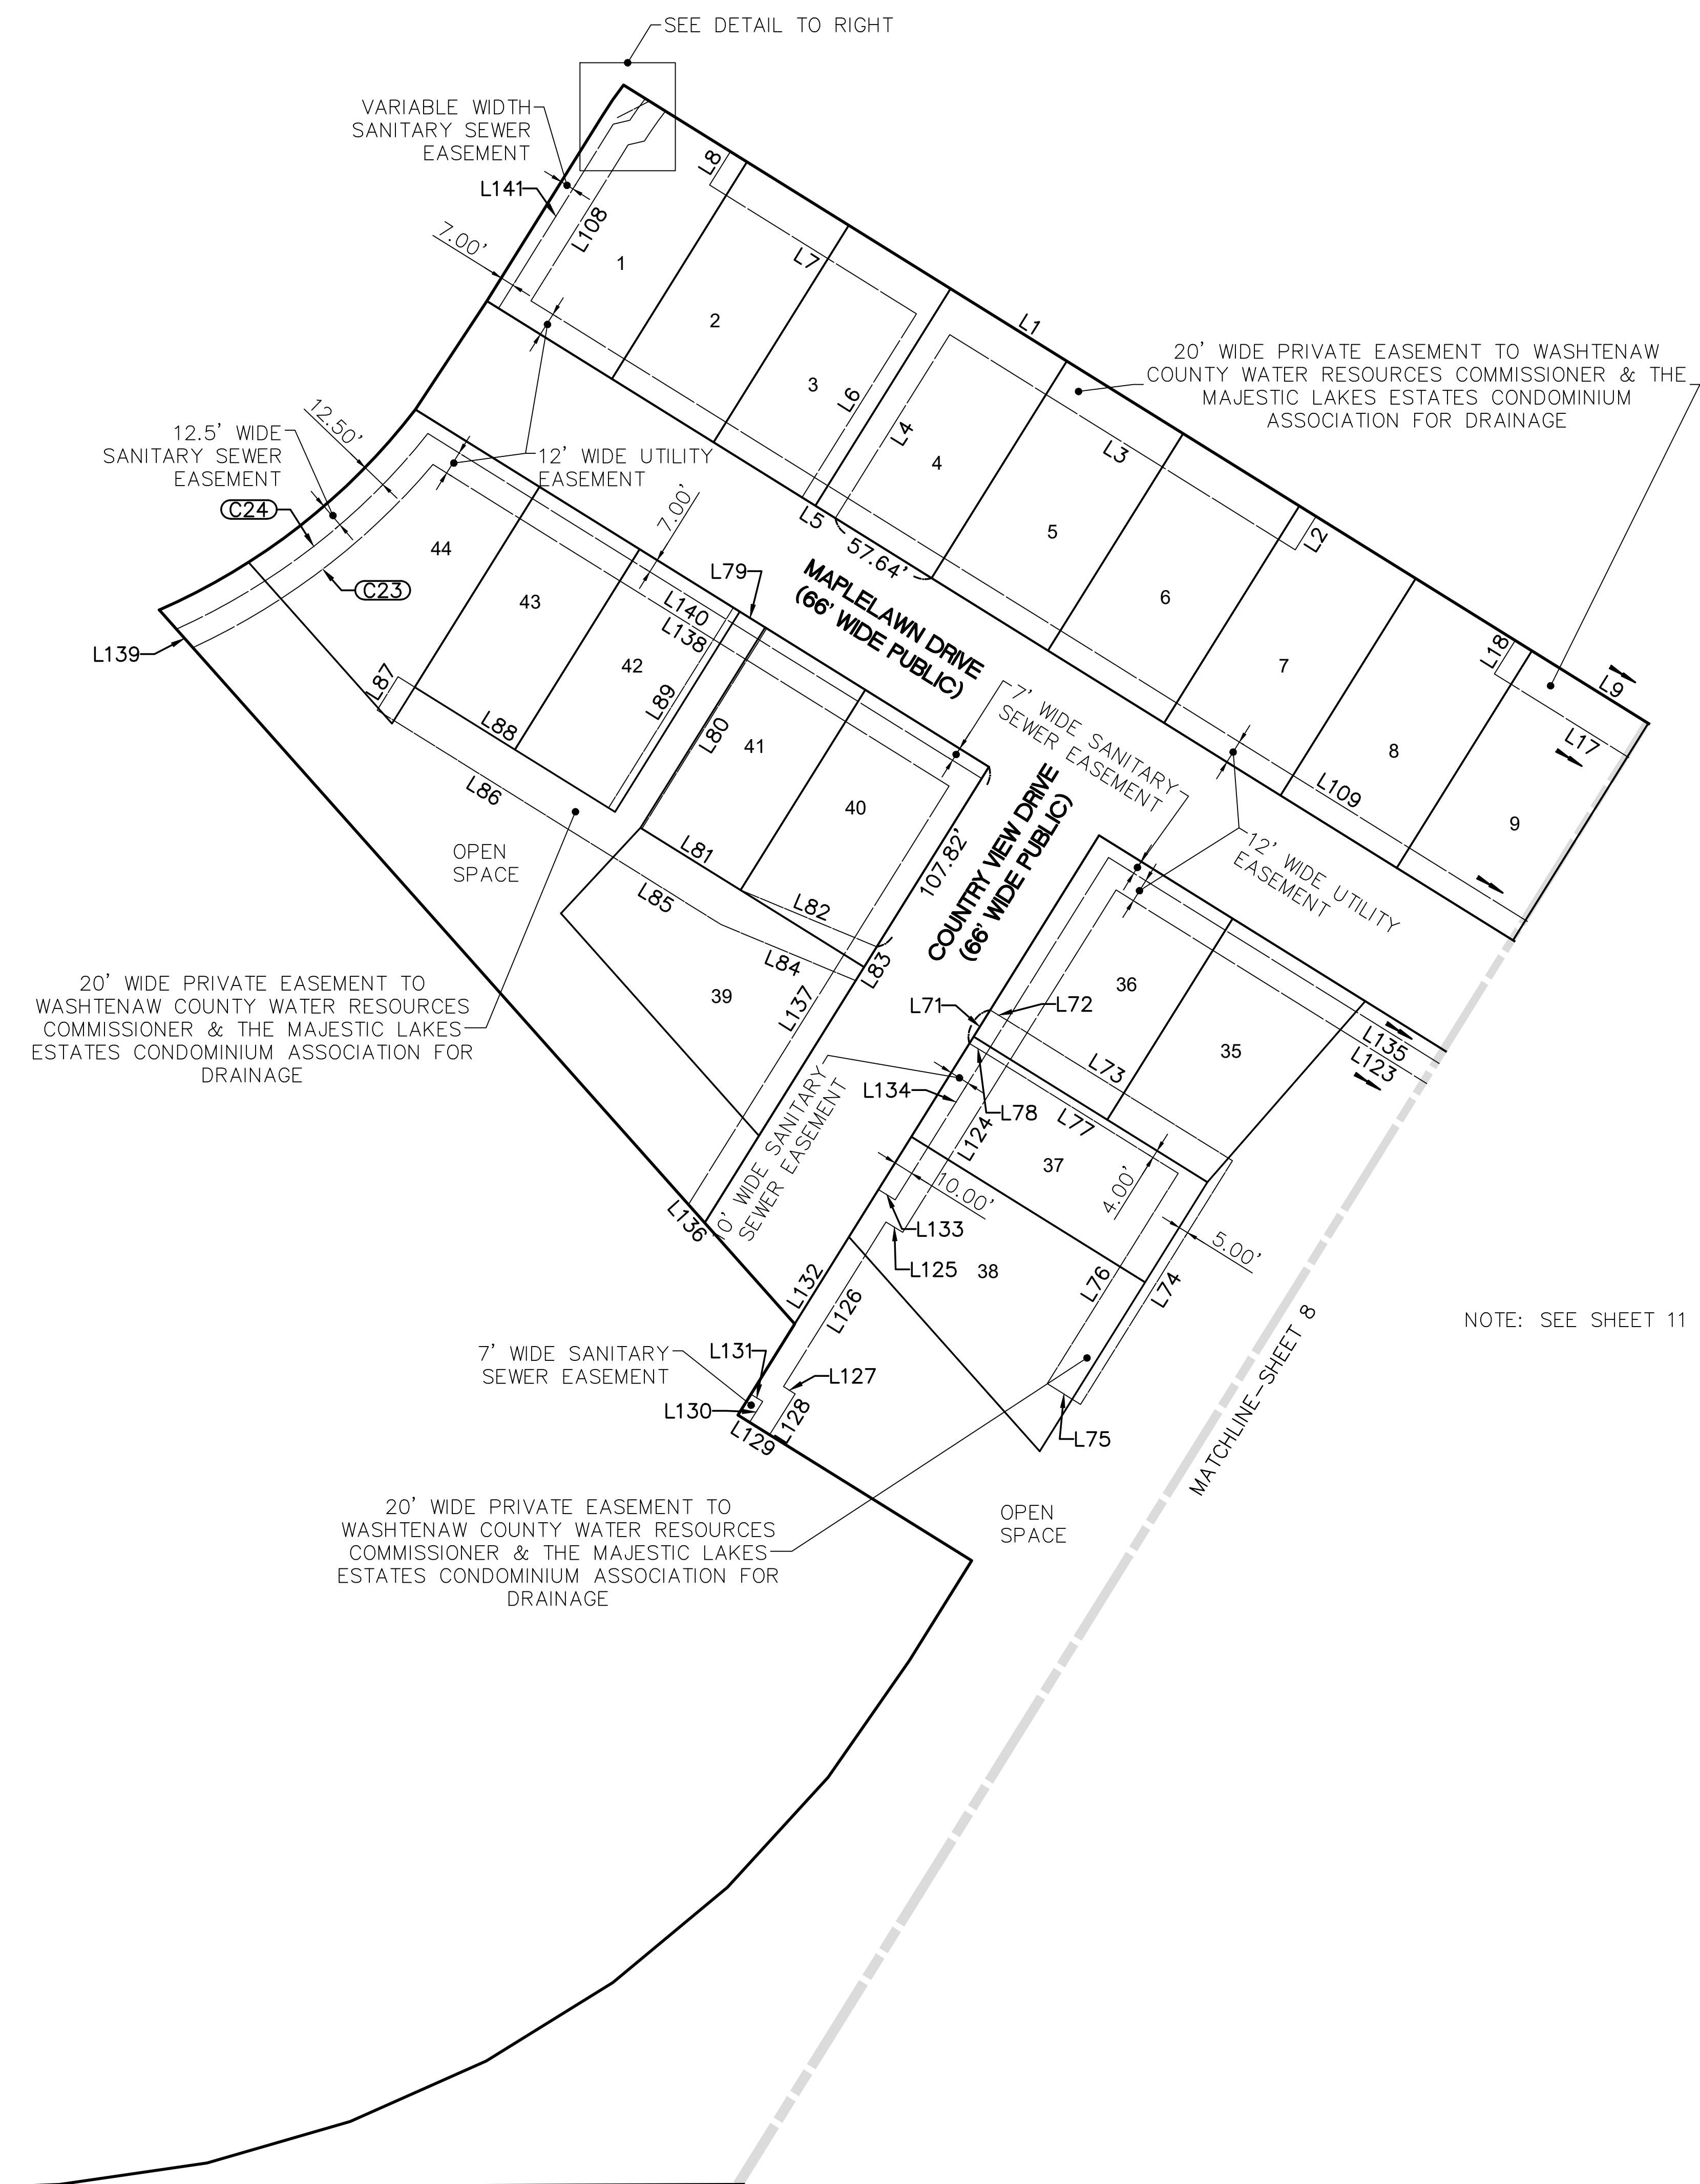 SEE DETAIL TO RIGHT
VARIABLE WIDTH
SANITARY SEWER
EASEMENT
L141
L108
7.00'
1
L8
L7
2
3
L6
L1
20' WIDE PRIVATE EASEMENT TO WASHTENAW
COUNTY WATER RESOURCES COMMISSIONER & THE
MAJESTIC LAKES ESTATES CONDOMINIUM
ASSOCIATION FOR DRAINAGE
L4
4
L3
L2
L5
57.64'
5
6
7
L18
L9
L17
8
9
L109
12.50'
12.5' WIDE
SANITARY SEWER
EASEMENT
C24
12' WIDE UTILITY
EASEMENT
7.00'
44
C23
L139
43
L79
L140
L138
42
MAPLELAWN DRIVE
(66' WIDE PUBLIC)
L87
L88
L89
L80
41
40
7' WIDE SANITARY
SEWER EASEMENT
L86
OPEN
SPACE
L81
L82
107.82'
COUNTRY VIEW DRIVE
(66' WIDE PUBLIC)
12' WIDE UTILITY
EASEMENT
L85
L84
L83
39
L137
20' WIDE PRIVATE EASEMENT TO
WASHTENAW COUNTY WATER RESOURCES
COMMISSIONER & THE MAJESTIC LAKES
ESTATES CONDOMINIUM ASSOCIATION FOR
DRAINAGE
36
L71
L72
L73
35
L135
L123
L134
L78
L77
L124
37
4.00'
10.00'
0' WIDE SANITARY
SEWER EASEMENT
L136
L133
L125
38
5.00'
L76
L74
L132
L126
NOTE: SEE SHEET 11
MATCHLINE-SHEET 8
7' WIDE SANITARY
SEWER EASEMENT
L131
L127
L130
L128
L129
L75
20' WIDE PRIVATE EASEMENT TO
WASHTENAW COUNTY WATER RESOURCES
COMMISSIONER & THE MAJESTIC LAKES
ESTATES CONDOMINIUM ASSOCIATION FOR
DRAINAGE
OPEN
SPACE